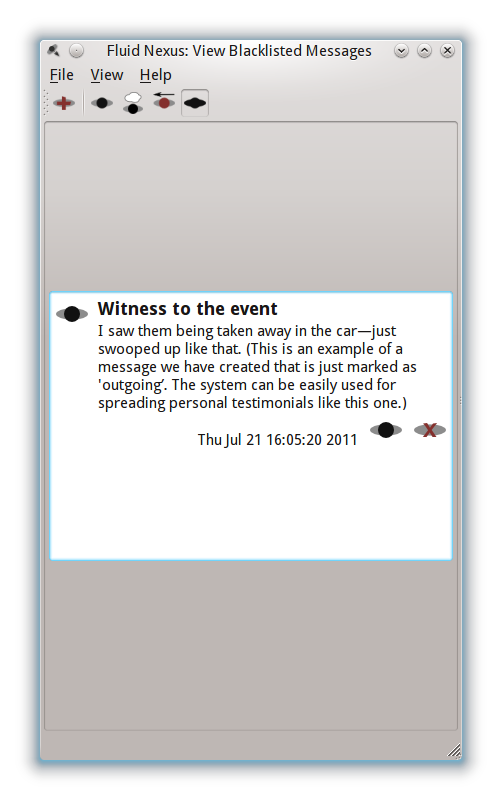 Fluid Nexus: View Blacklisted Messages
File View Help
Witness to the event
I saw them being taken away in the car—just
swooped up like that. (This is an example of a
message we have created that is just marked as
'outgoing’. The system can be easily used for
spreading personal testimonials like this one.)
Thu Jul 21 16:05:20 2011